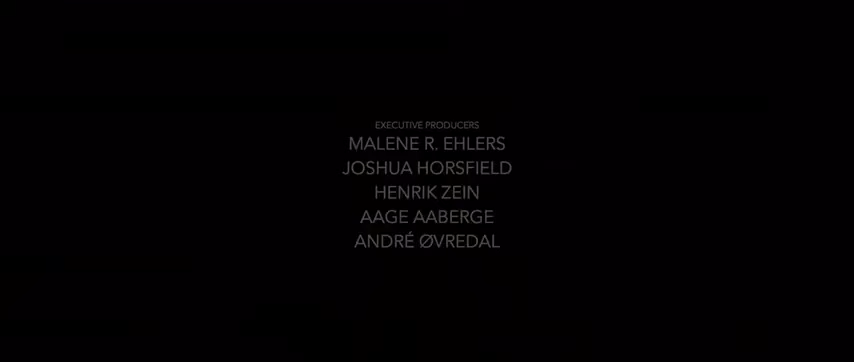 EXECUTIVE PRODUCERS
MALENE R. EHLERS
JOSHUA HORSFIELD
HENRIK ZEIN
AAGE AABERGE
ANDRÉ ØVREDAL